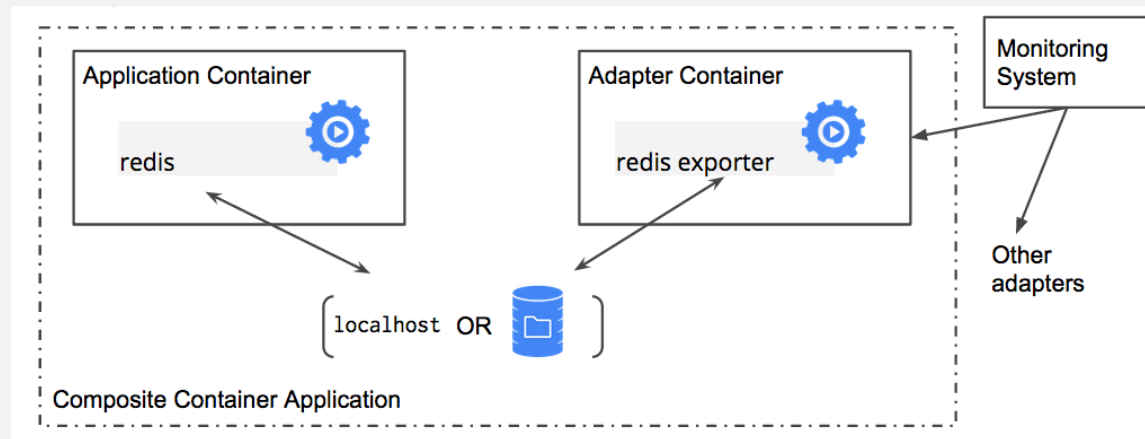 Application Container
redis
Adapter Container
redis exporter
Monitoring
System
Other
adapters
localhost OR
Composite Container Application